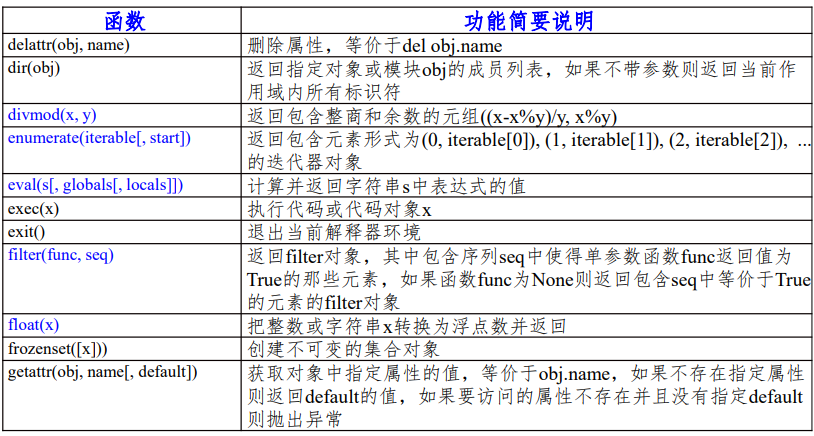 函数 功能简要说明
delattr(obj, name) 删除属性，等价于del obj.name
dir(obj) 返回指定对象或模块obj的成员列表，如果不带参数则返回当前作
用域内所有标识符
divmod(x, y) 返回包含整商和余数的元组((x-x%y)/y, x%y)
enumerate(iterable[, start]) 返回包含元素形式为(0, iterable[0]), (1, iterable[1]), (2, iterable[2]), ...
的迭代器对象
eval(s[, globals[, locals]]) 计算并返回字符串s中表达式的值
exec(x) 执行代码或代码对象x
exit() 退出当前解释器环境
filter(func, seq) 返回filter对象，其中包含序列seq中使得单参数函数func返回值为
True的那些元素，如果函数func为None则返回包含seq中等价于True
的元素的filter对象
float(x) 把整数或字符串x转换为浮点数并返回
frozenset([x])) 创建不可变的集合对象
getattr(obj, name[, default]) 获取对象中指定属性的值，等价于obj.name，如果不存在指定属性
则返回default的值，如果要访问的属性不存在并且没有指定default
则抛出异常